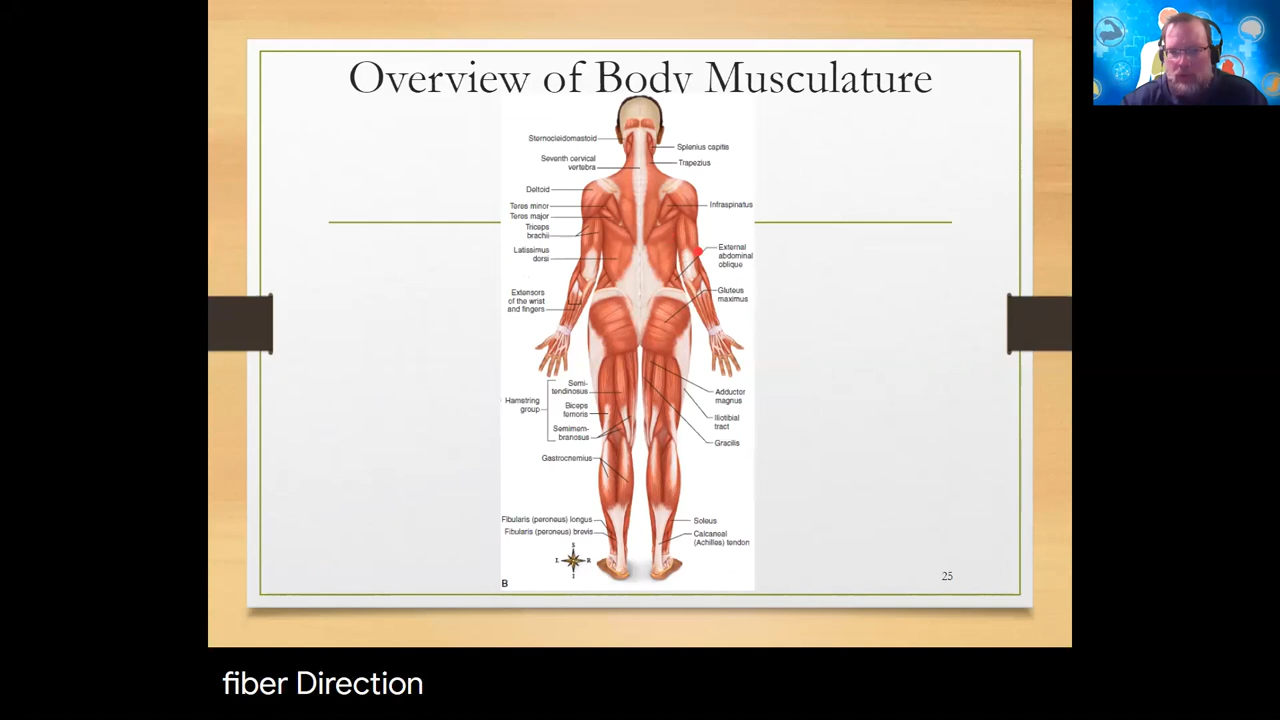 Overview of Body Musculature
Sternocleidomastoid
Seventh cervical
vertebra
Deltoid
Teres minor
Teres major
Triceps
brachii
Latissimus
dorsi
Extensors
of the wrist
and fingers
Semi-
tendinosus
Hamstring
group
Biceps
femoris
Semimem-
branosus
Gastrocnemius
Fibularis (peroneus) longus
Fibularis (peroneus) brevis
Splenius capitis
Trapezius
Infraspinatus
External
abdominal
oblique
Gluteus
maximus
Adductor
magnus
Iliotibial
tract
Gracilis
Soleus
Calcaneal
(Achilles) tendon
S
L R
I
B
25
fiber Direction